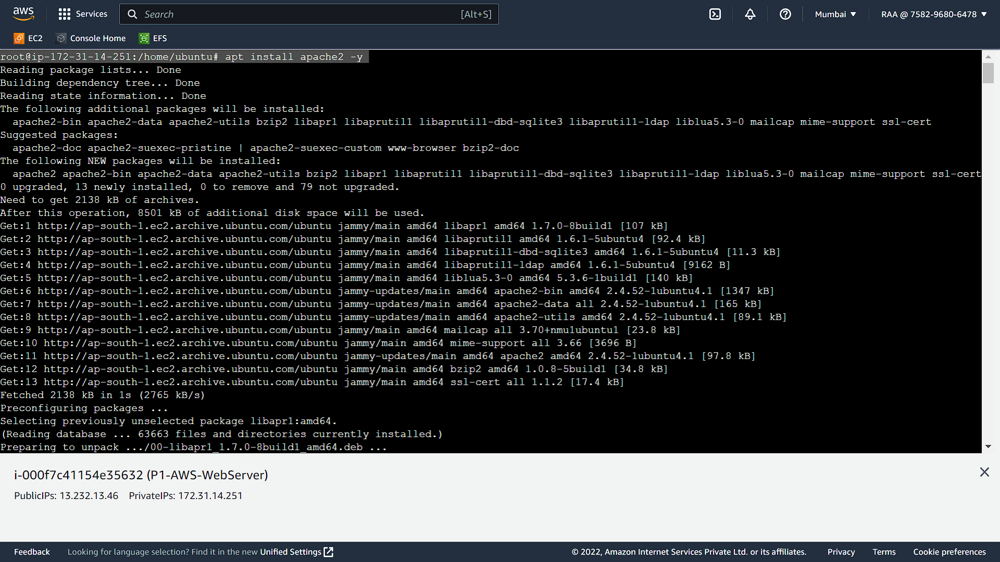 aws Services Search [Alt+S] Mumbai ▼ RAA @ 7582-9680-6478 ▼
EC2 Console Home EFS
root@ip-172-31-14-251:/home/ubuntu# apt install apache2 -y
Reading package lists... Done
Building dependency tree... Done
Reading state information... Done
The following additional packages will be installed:
  apache2-bin apache2-data apache2-utils bzip2 libapr1 libaprutil1 libaprutil1-dbd-sqlite3 libaprutil1-ldap liblua5.3-0 mailcap mime-support ssl-cert
Suggested packages:
  apache2-doc apache2-suexec-pristine | apache2-suexec-custom www-browser bzip2-doc
The following NEW packages will be installed:
  apache2 apache2-bin apache2-data apache2-utils bzip2 libapr1 libaprutil1 libaprutil1-dbd-sqlite3 libaprutil1-ldap liblua5.3-0 mailcap mime-support ssl-cert
0 upgraded, 13 newly installed, 0 to remove and 79 not upgraded.
Need to get 2138 kB of archives.
After this operation, 8501 kB of additional disk space will be used.
Get:1 http://ap-south-1.ec2.archive.ubuntu.com/ubuntu jammy/main amd64 libapr1 amd64 1.7.0-8build1 [107 kB]
Get:2 http://ap-south-1.ec2.archive.ubuntu.com/ubuntu jammy/main amd64 libaprutil1 amd64 1.6.1-5ubuntu4 [92.4 kB]
Get:3 http://ap-south-1.ec2.archive.ubuntu.com/ubuntu jammy/main amd64 libaprutil1-dbd-sqlite3 amd64 1.6.1-5ubuntu4 [11.3 kB]
Get:4 http://ap-south-1.ec2.archive.ubuntu.com/ubuntu jammy/main amd64 libaprutil1-ldap amd64 1.6.1-5ubuntu4 [9162 B]
Get:5 http://ap-south-1.ec2.archive.ubuntu.com/ubuntu jammy/main amd64 liblua5.3-0 amd64 5.3.6-1build1 [140 kB]
Get:6 http://ap-south-1.ec2.archive.ubuntu.com/ubuntu jammy-updates/main amd64 apache2-bin amd64 2.4.52-1ubuntu4.1 [1347 kB]
Get:7 http://ap-south-1.ec2.archive.ubuntu.com/ubuntu jammy-updates/main amd64 apache2-data all 2.4.52-1ubuntu4.1 [165 kB]
Get:8 http://ap-south-1.ec2.archive.ubuntu.com/ubuntu jammy-updates/main amd64 apache2-utils amd64 2.4.52-1ubuntu4.1 [89.1 kB]
Get:9 http://ap-south-1.ec2.archive.ubuntu.com/ubuntu jammy/main amd64 mailcap all 3.70+nmu1ubuntu1 [23.8 kB]
Get:10 http://ap-south-1.ec2.archive.ubuntu.com/ubuntu jammy/main amd64 mime-support all 3.66 [3696 B]
Get:11 http://ap-south-1.ec2.archive.ubuntu.com/ubuntu jammy-updates/main amd64 apache2 amd64 2.4.52-1ubuntu4.1 [97.8 kB]
Get:12 http://ap-south-1.ec2.archive.ubuntu.com/ubuntu jammy/main amd64 bzip2 amd64 1.0.8-5build1 [34.8 kB]
Get:13 http://ap-south-1.ec2.archive.ubuntu.com/ubuntu jammy/main amd64 ssl-cert all 1.1.2 [17.4 kB]
Fetched 2138 kB in 1s (2765 kB/s)
Preconfiguring packages ...
Selecting previously unselected package libapr1:amd64.
(Reading database ... 63663 files and directories currently installed.)
Preparing to unpack .../00-libapr1_1.7.0-8build1_amd64.deb ...
i-000f7c41154e35632 (P1-AWS-WebServer)
PublicIPs: 13.232.13.46 PrivateIPs: 172.31.14.251
Feedback Looking for language selection? Find it in the new Unified Settings © 2022, Amazon Internet Services Private Ltd. or its affiliates. Privacy Terms Cookie preferences